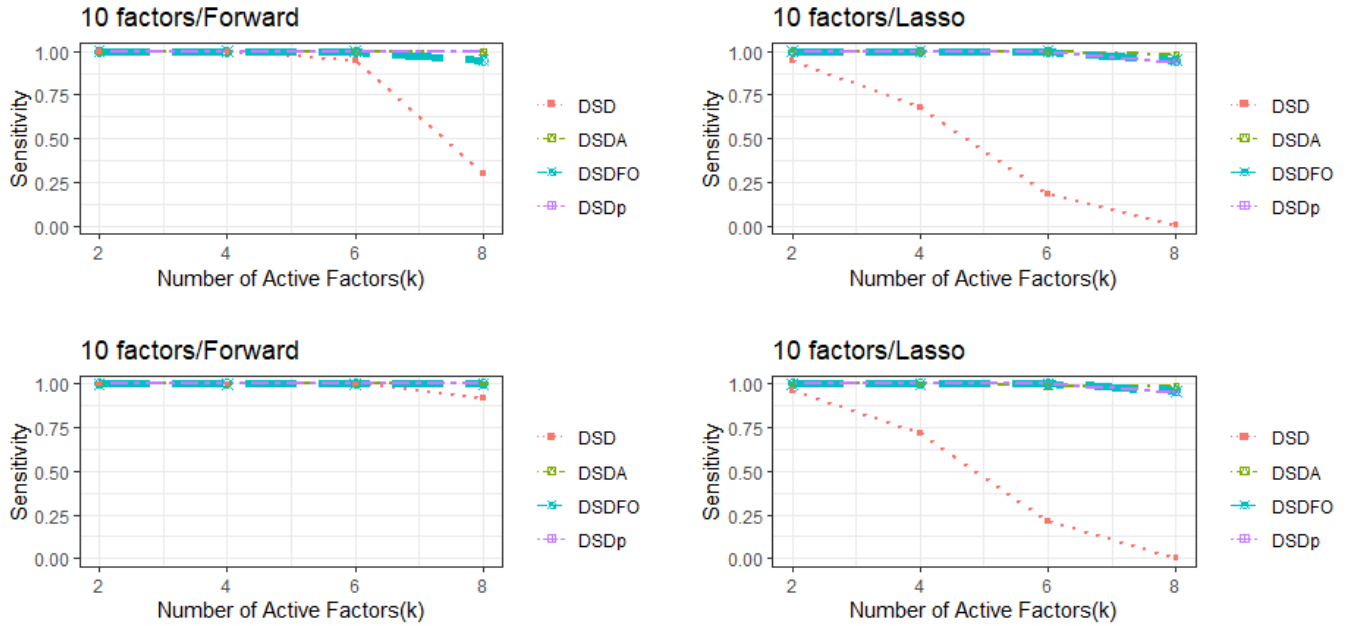 10 factors/Forward
Sensitivity
1.00
0.75
0.50
0.25
0.00
2 4 6 8
Number of Active Factors(k)
DSD
DSDA
DSDFO
DSDp
10 factors/Lasso
Sensitivity
1.00
0.75
0.50
0.25
0.00
2 4 6 8
Number of Active Factors(k)
DSD
DSDA
DSDFO
DSDp
10 factors/Forward
Sensitivity
1.00
0.75
0.50
0.25
0.00
2 4 6 8
Number of Active Factors(k)
DSD
DSDA
DSDFO
DSDp
10 factors/Lasso
Sensitivity
1.00
0.75
0.50
0.25
0.00
2 4 6 8
Number of Active Factors(k)
DSD
DSDA
DSDFO
DSDp